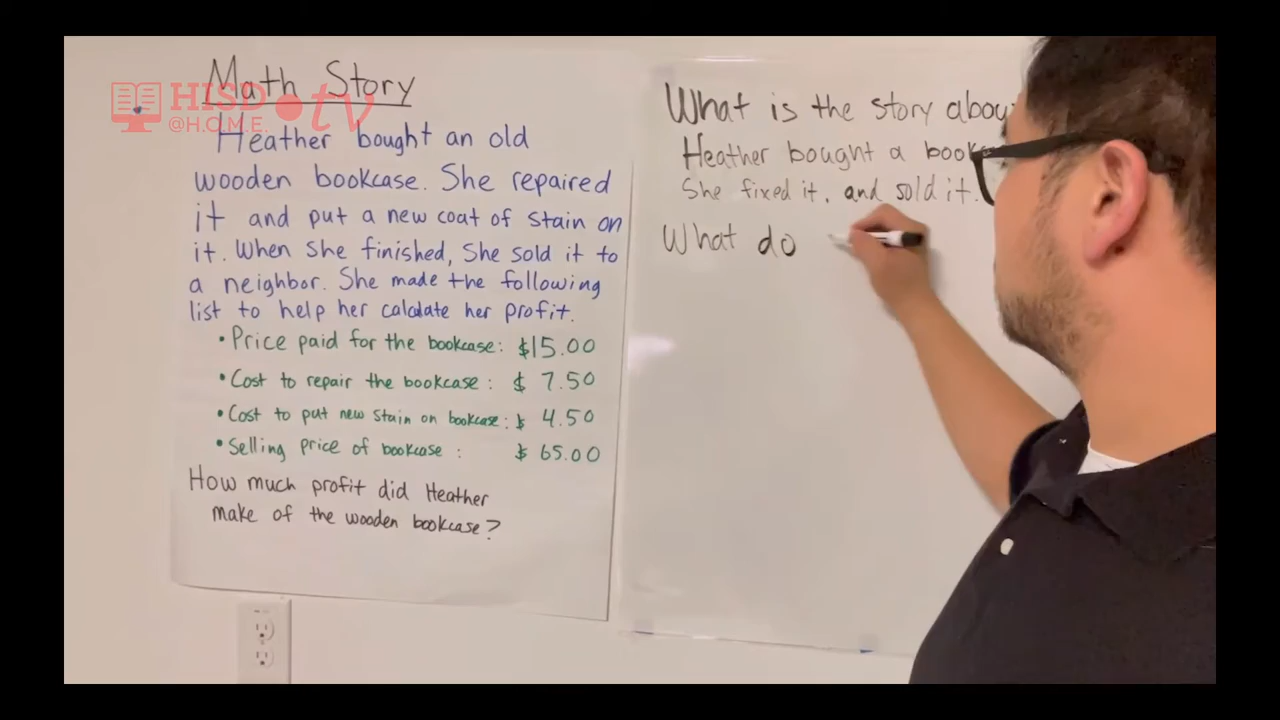 Math Story
HISD
@H.O.M.E.
tv
Heather bought an old
wooden bookcase. She repaired
it and put a new coat of stain on
it. When she finished, she sold it to
a neighbor. She made the following
list to help her calculate her profit.
• Price paid for the bookcase: $15.00
• Cost to repair the bookcase: $ 7.50
• Cost to put new stain on bookcase: $ 4.50
• Selling price of bookcase : $ 65.00
How much profit did Heather
make of the wooden bookcase?
What is the story abou
Heather bought a book
She fixed it, and sold it.
What do